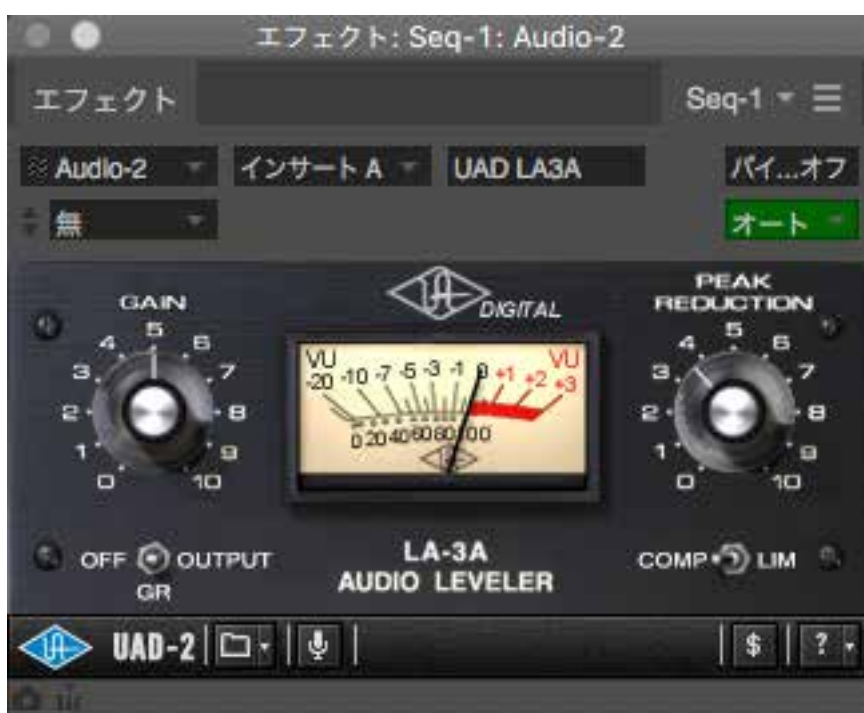 エフェクト: Seq-1: Audio-2
エフェクト Seq-1
Audio-2 インサート A UAD LA3A バイ...オフ
無 オート
GAIN
0 1 2 3 4 5 6 7 8 9 10
UA DIGITAL
VU VU
-20 -10 -7 -5 -3 -1 0 +1 +2 +3
0 20 40 60 80 100
PEAK
REDUCTION
0 1 2 3 4 5 6 7 8 9 10
OFF OUTPUT
GR
LA-3A
AUDIO LEVELER
COMP LIM
UA UAD-2 $ ?